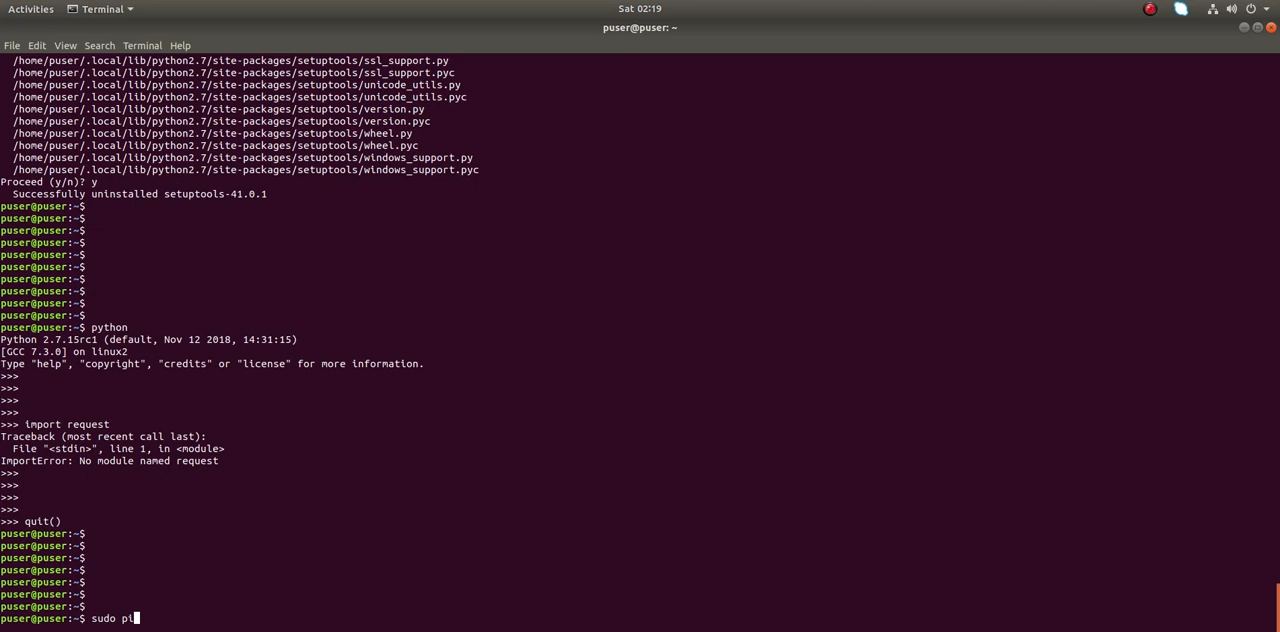 Activities Terminal Sat 02:19
puser@puser: ~
File Edit View Search Terminal Help
/home/puser/.local/lib/python2.7/site-packages/setuptools/ssl_support.py
/home/puser/.local/lib/python2.7/site-packages/setuptools/ssl_support.pyc
/home/puser/.local/lib/python2.7/site-packages/setuptools/unicode_utils.py
/home/puser/.local/lib/python2.7/site-packages/setuptools/unicode_utils.pyc
/home/puser/.local/lib/python2.7/site-packages/setuptools/version.py
/home/puser/.local/lib/python2.7/site-packages/setuptools/version.pyc
/home/puser/.local/lib/python2.7/site-packages/setuptools/wheel.py
/home/puser/.local/lib/python2.7/site-packages/setuptools/wheel.pyc
/home/puser/.local/lib/python2.7/site-packages/setuptools/windows_support.py
/home/puser/.local/lib/python2.7/site-packages/setuptools/windows_support.pyc
Proceed (y/n)? y
Successfully uninstalled setuptools-41.0.1
puser@puser:~$
puser@puser:~$
puser@puser:~$
puser@puser:~$
puser@puser:~$
puser@puser:~$
puser@puser:~$
puser@puser:~$
puser@puser:~$
puser@puser:~$
puser@puser:~$ python
Python 2.7.15rc1 (default, Nov 12 2018, 14:31:15)
[GCC 7.3.0] on linux2
Type "help", "copyright", "credits" or "license" for more information.
>>>
>>>
>>>
>>>
>>> import request
Traceback (most recent call last):
File "<stdin>", line 1, in <module>
ImportError: No module named request
>>>
>>>
>>>
>>>
>>> quit()
puser@puser:~$
puser@puser:~$
puser@puser:~$
puser@puser:~$
puser@puser:~$
puser@puser:~$
puser@puser:~$
puser@puser:~$ sudo pi